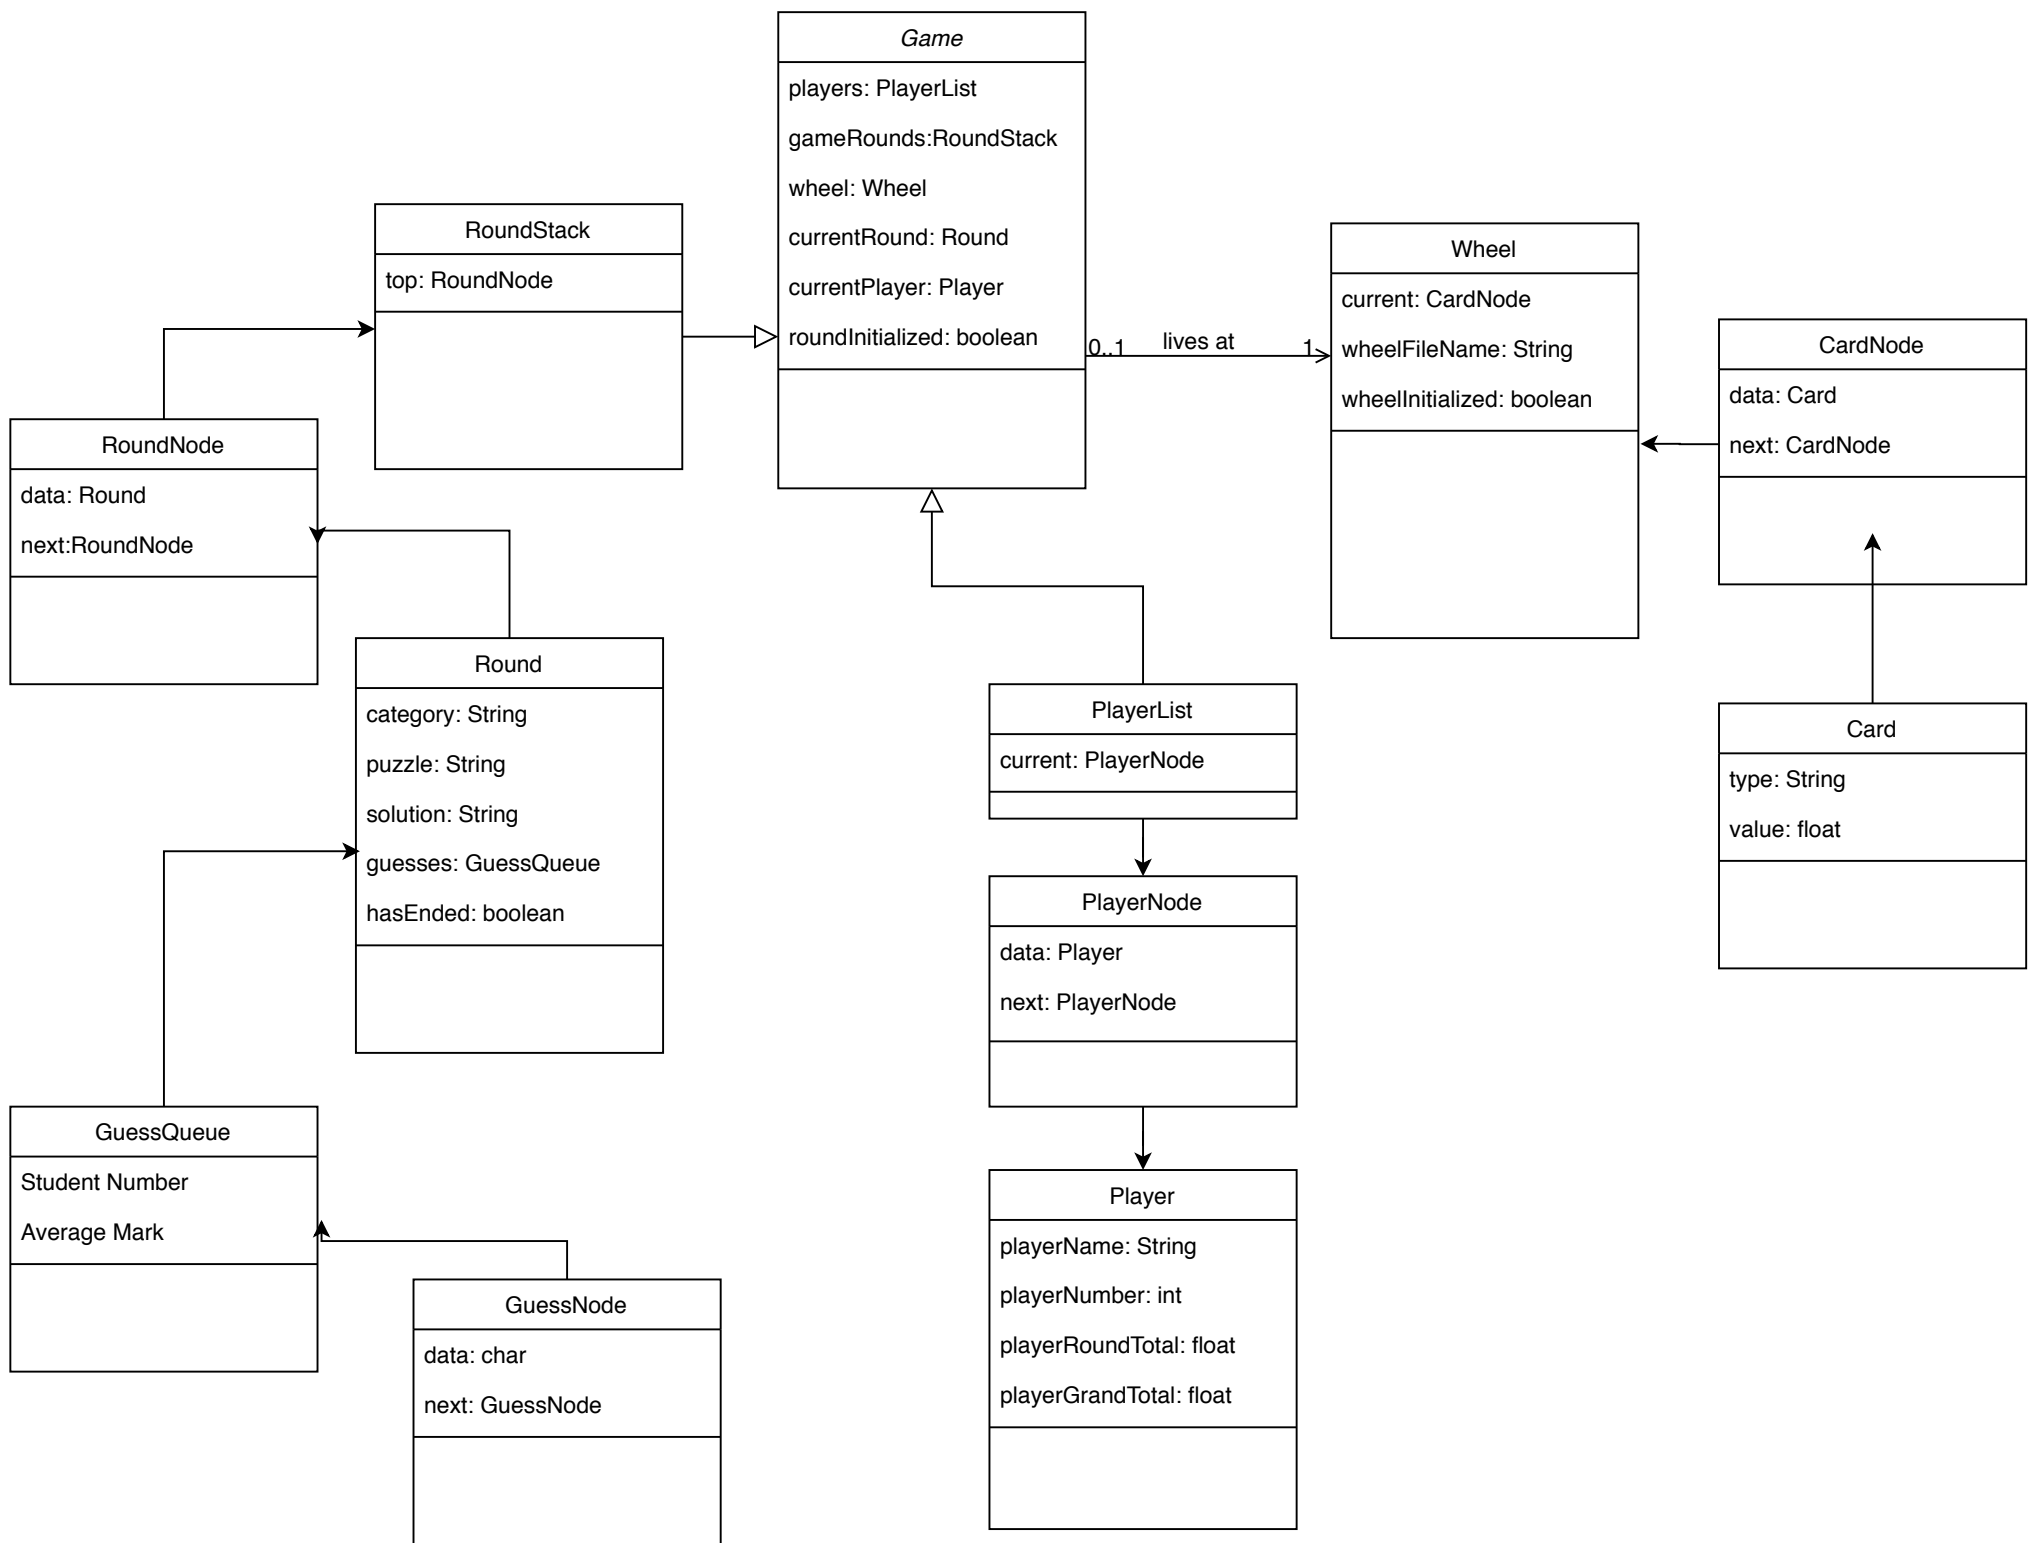 Game
players: PlayerList
gameRounds:RoundStack
wheel: Wheel
currentRound: Round
currentPlayer: Player
roundInitialized: boolean
RoundStack
top: RoundNode
0..1 lives at 1
Wheel
current: CardNode
wheelFileName: String
wheelInitialized: boolean
CardNode
data: Card
next: CardNode
RoundNode
data: Round
next:RoundNode
Round
category: String
puzzle: String
solution: String
guesses: GuessQueue
hasEnded: boolean
PlayerList
current: PlayerNode
Card
type: String
value: float
PlayerNode
data: Player
next: PlayerNode
GuessQueue
Student Number
Average Mark
Player
playerName: String
playerNumber: int
playerRoundTotal: float
playerGrandTotal: float
GuessNode
data: char
next: GuessNode